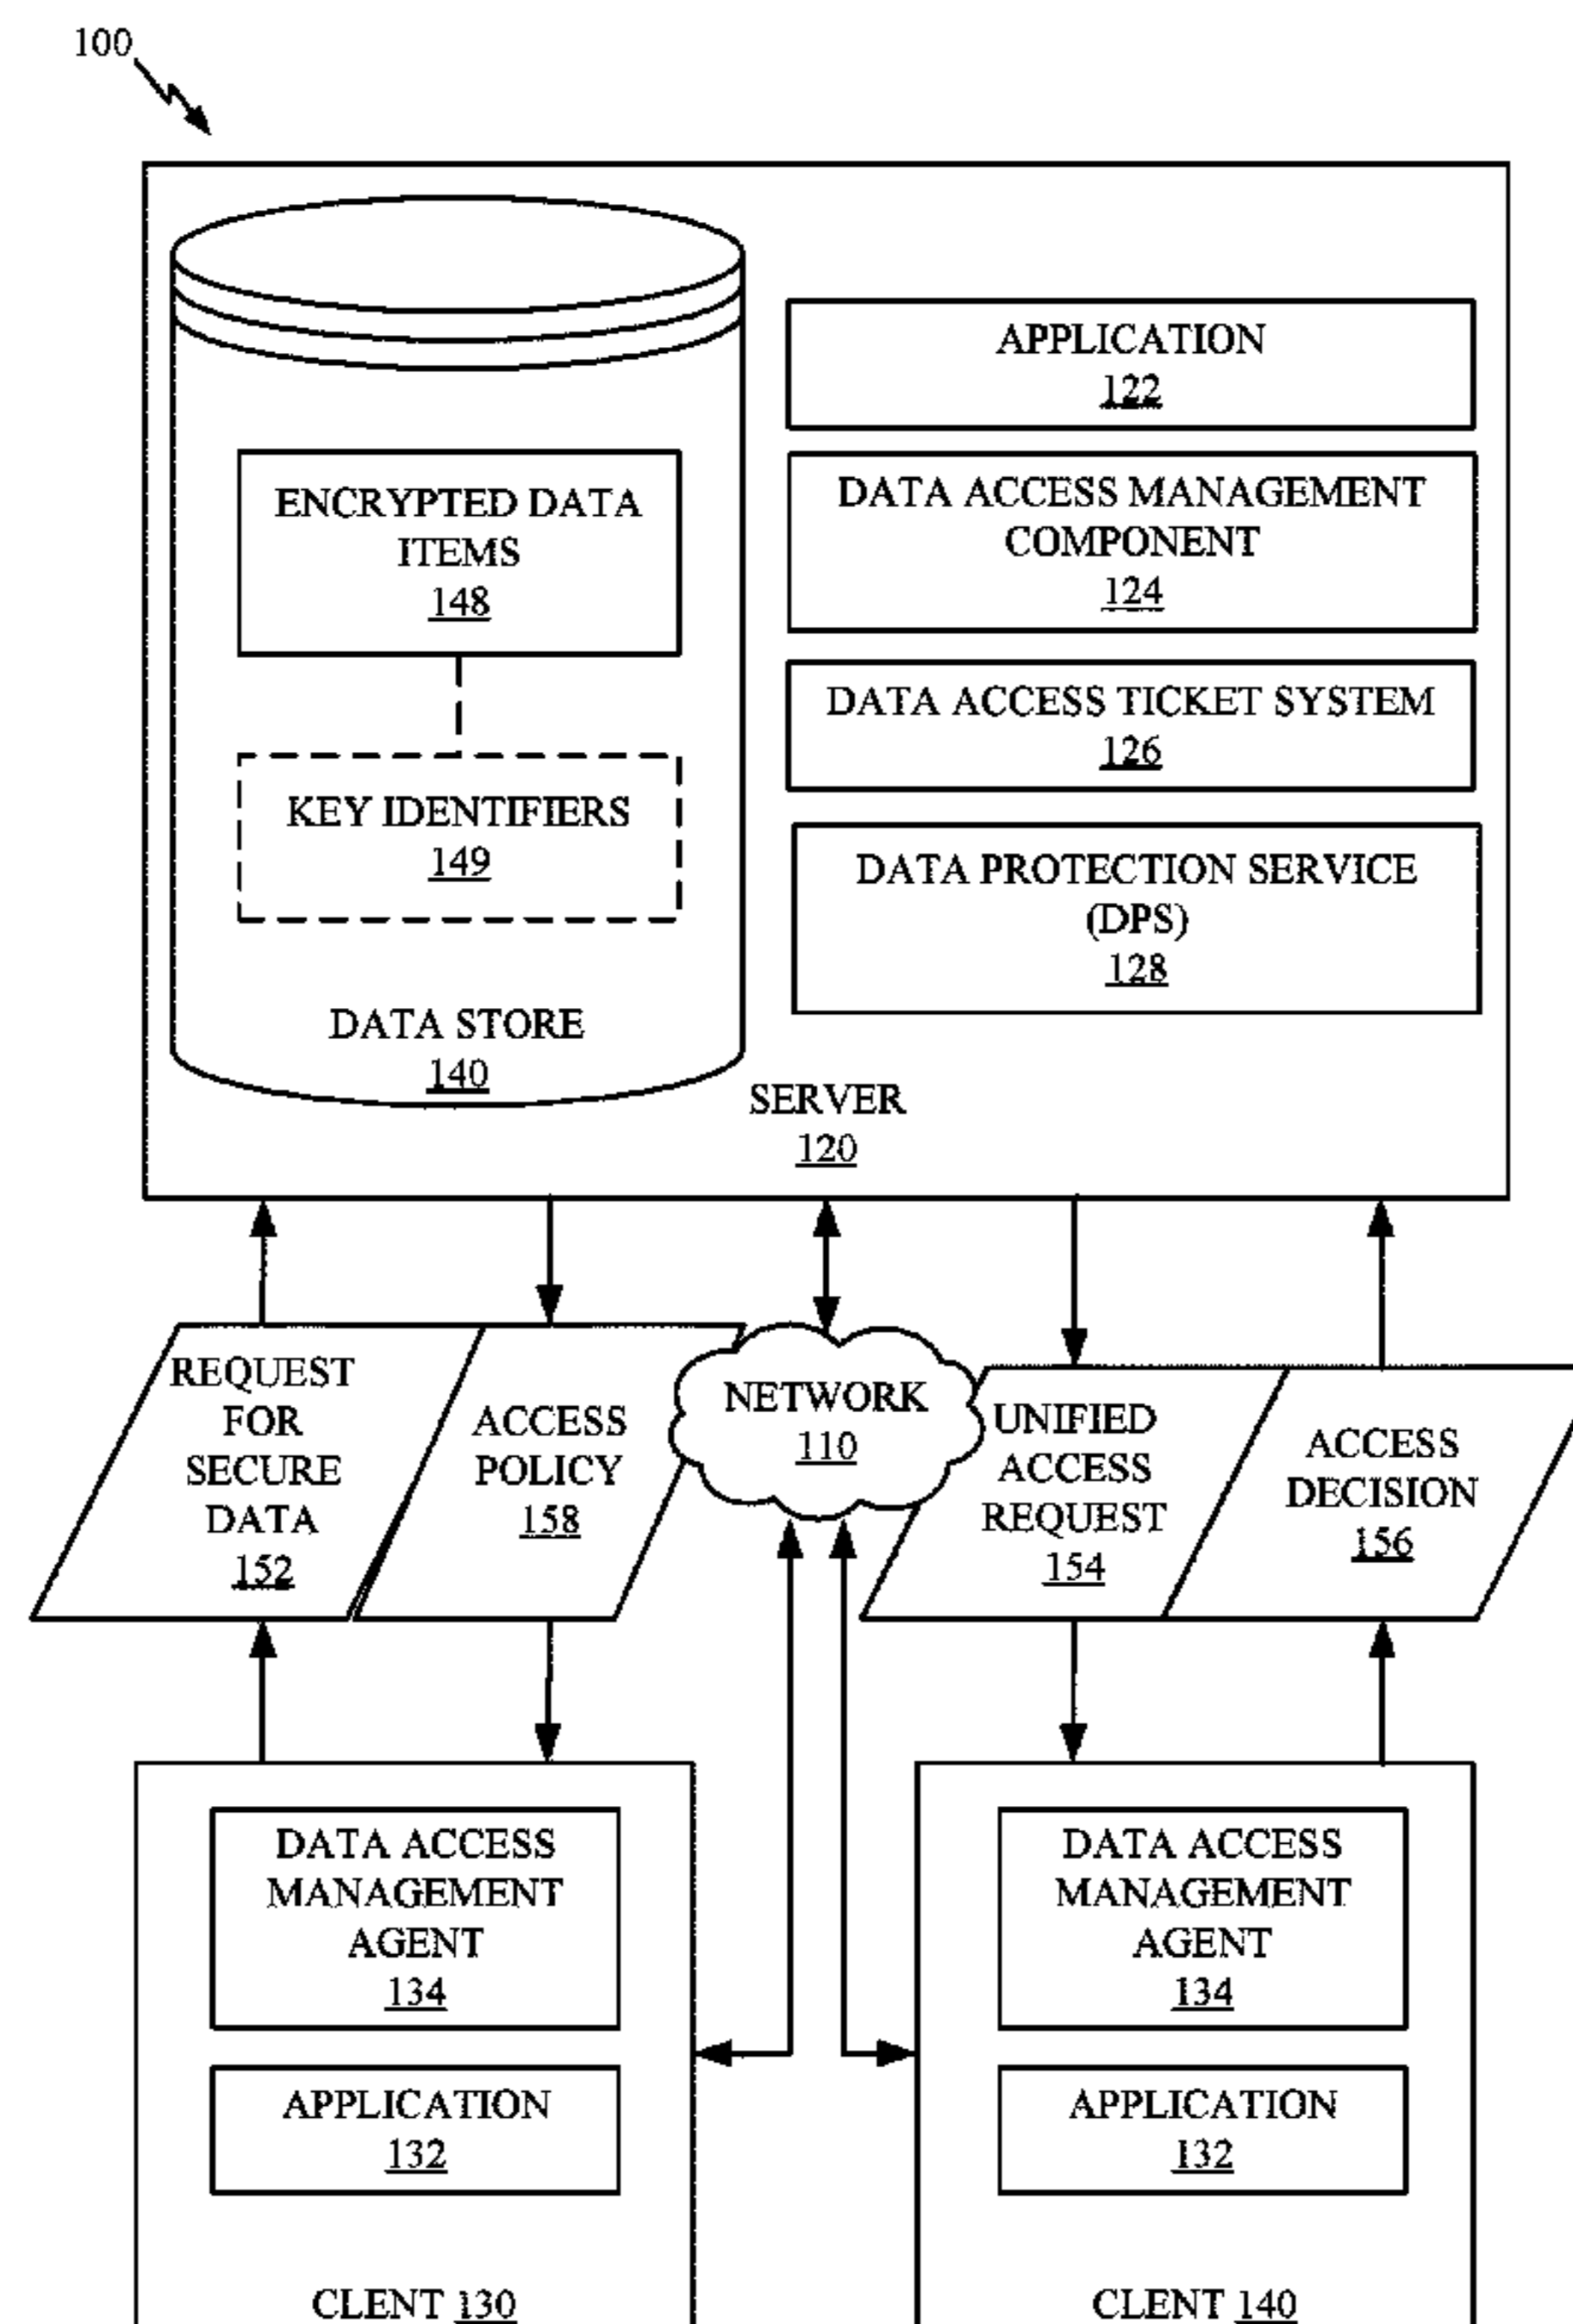 100
APPLICATION
122
ENCRYPTED DATA
ITEMS
148
DATA ACCESS MANAGEMENT
COMPONENT
124
DATA ACCESS TICKET SYSTEM
126
KEY IDENTIFIERS
149
DATA PROTECTION SERVICE
(DPS)
128
DATA STORE
140
SERVER
120
REQUEST
FOR
SECURE
DATA
152
ACCESS
POLICY
158
NETWORK
110
UNIFIED
ACCESS
REQUEST
154
ACCESS
DECISION
156
DATA ACCESS
MANAGEMENT
AGENT
134
APPLICATION
132
CLENT 130
DATA ACCESS
MANAGEMENT
AGENT
134
APPLICATION
132
CLENT 140